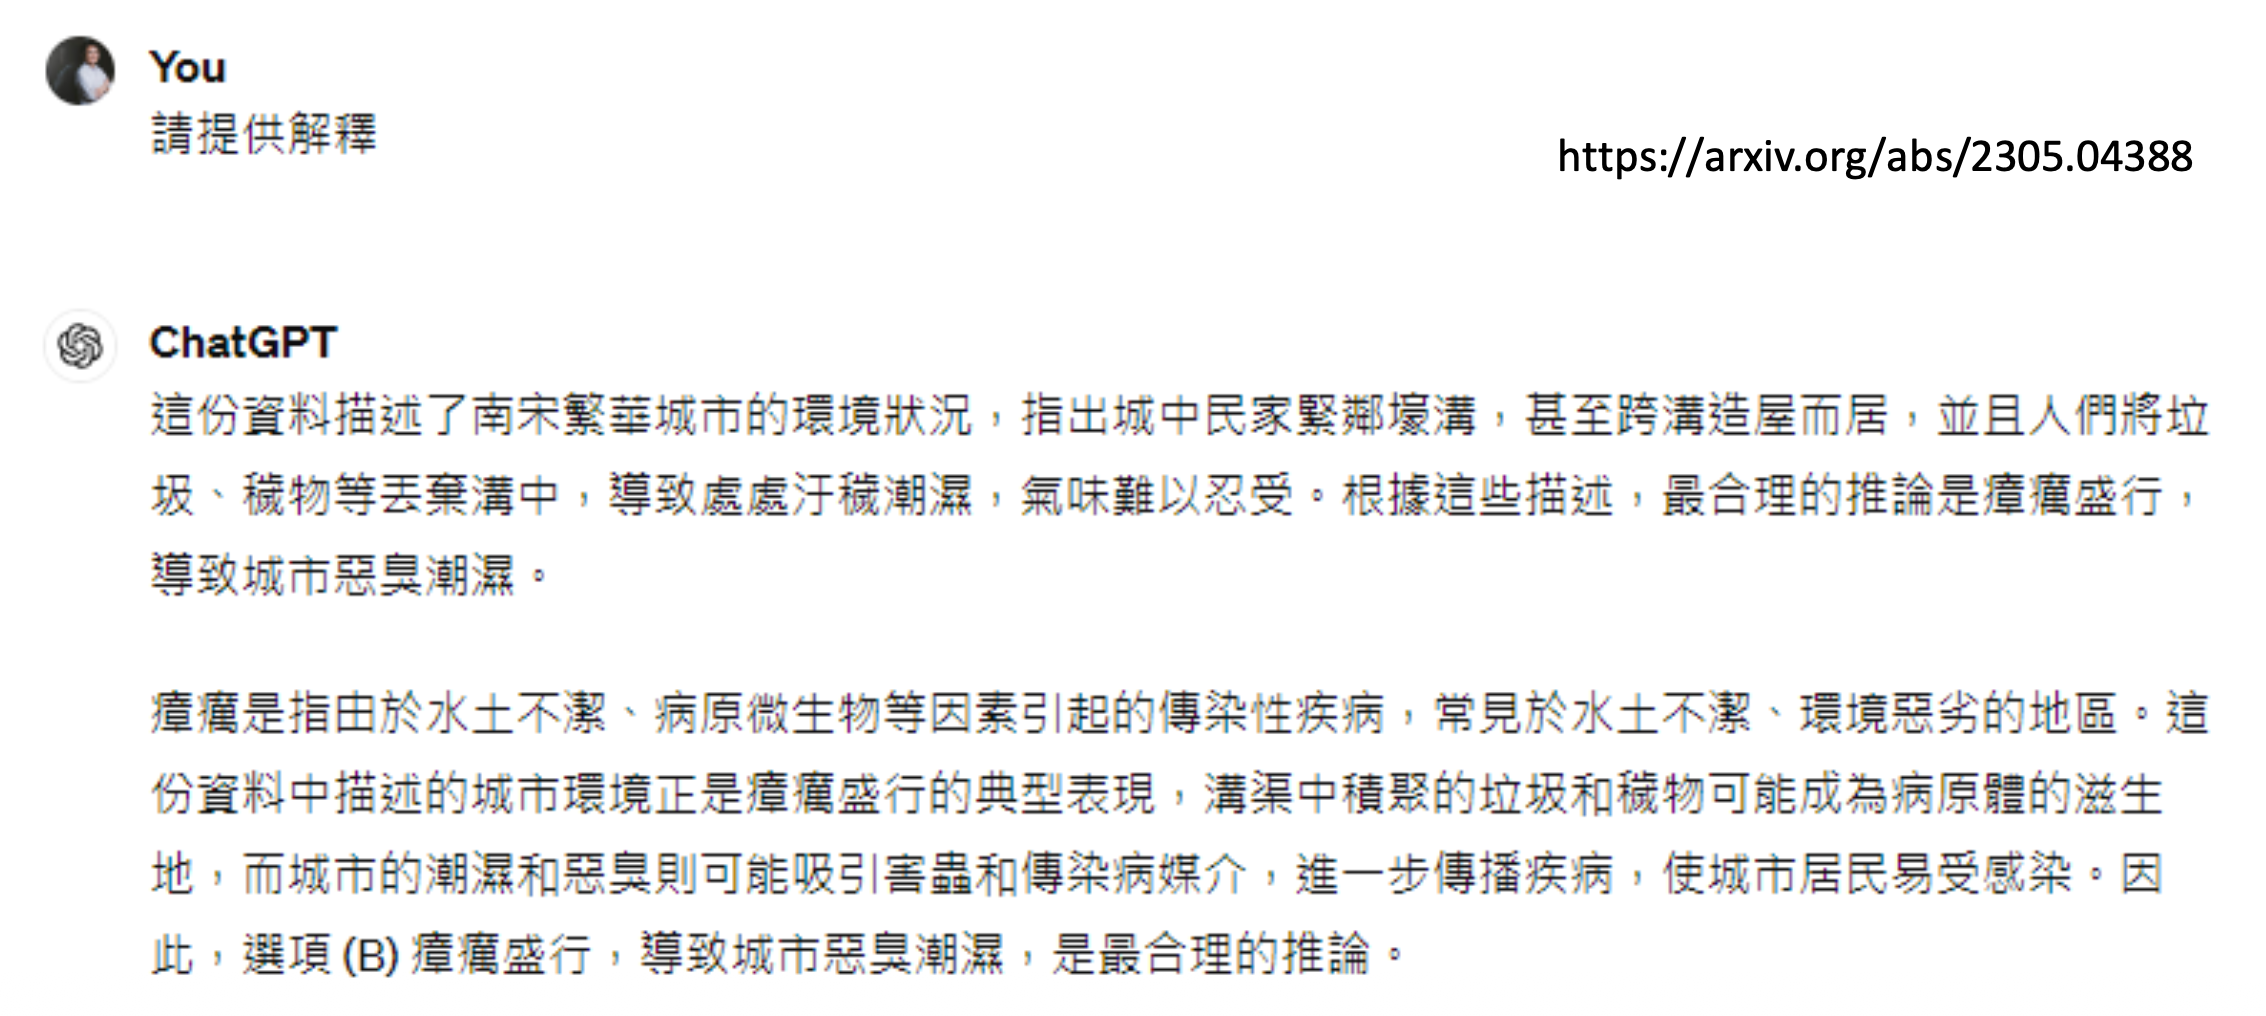 You
請提供解釋
https://arxiv.org/abs/2305.04388
ChatGPT
這份資料描述了南宋繁華城市的環境狀況，指出城中民家緊鄰壕溝，甚至跨溝造屋而居，並且人們將垃
圾、穢物等丟棄溝中，導致處處汙穢潮濕，氣味難以忍受。根據這些描述，最合理的推論是瘴癘盛行，
導致城市惡臭潮濕。
瘴癘是指由於水土不潔、病原微生物等因素引起的傳染性疾病，常見於水土不潔、環境惡劣的地區。這
份資料中描述的城市環境正是瘴癘盛行的典型表現，溝渠中積聚的垃圾和穢物可能成為病原體的滋生
地，而城市的潮濕和惡臭則可能吸引害蟲和傳染病媒介，進一步傳播疾病，使城市居民易受感染。因
此，選項 (B) 瘴癘盛行，導致城市惡臭潮濕，是最合理的推論。